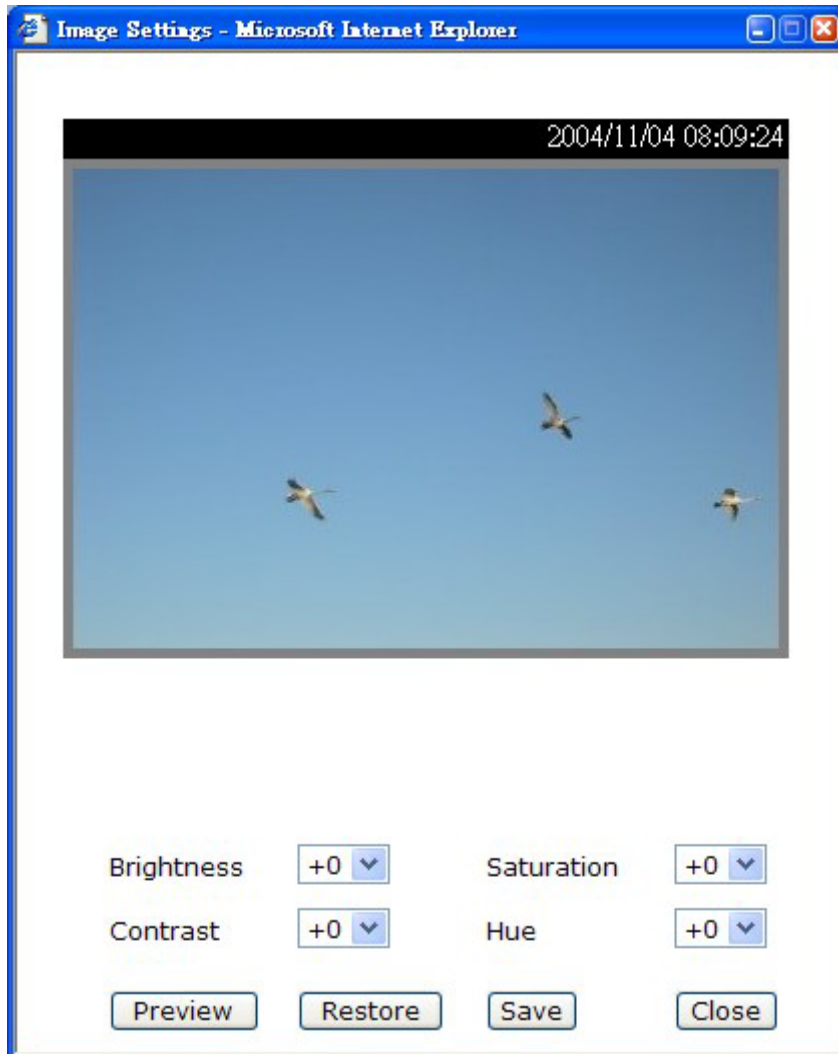 Image Settings - Microsoft Internet Explorer
2004/11/04 08:09:24
Brightness +0 Saturation +0
Contrast +0 Hue +0
Preview Restore Save Close